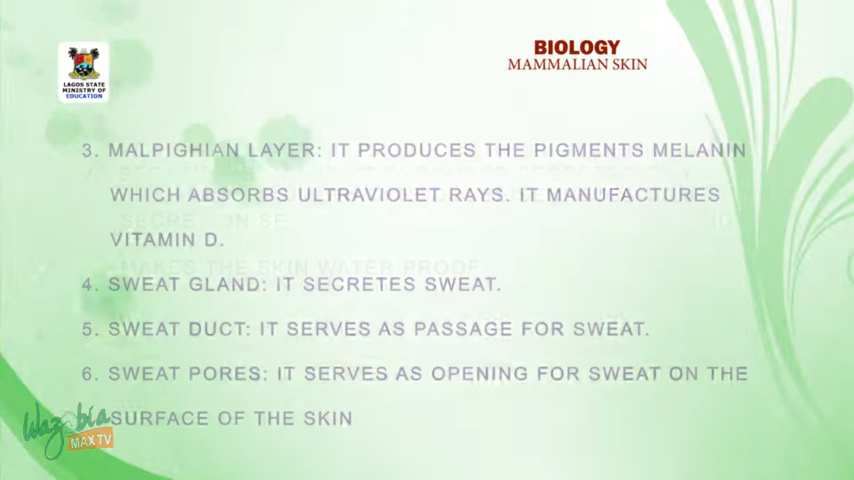 LAGOS STATE
MINISTRY OF
EDUCATION
BIOLOGY
MAMMALIAN SKIN
3. MALPIGHIAN LAYER: IT PRODUCES THE PIGMENTS MELANIN
WHICH ABSORBS ULTRAVIOLET RAYS. IT MANUFACTURES
VITAMIN D.
MAKES THE SKIN WATER PROOF
4. SWEAT GLAND: IT SECRETES SWEAT.
5. SWEAT DUCT: IT SERVES AS PASSAGE FOR SWEAT.
6. SWEAT PORES: IT SERVES AS OPENING FOR SWEAT ON THE
SURFACE OF THE SKIN
Wazobia
MAX TV